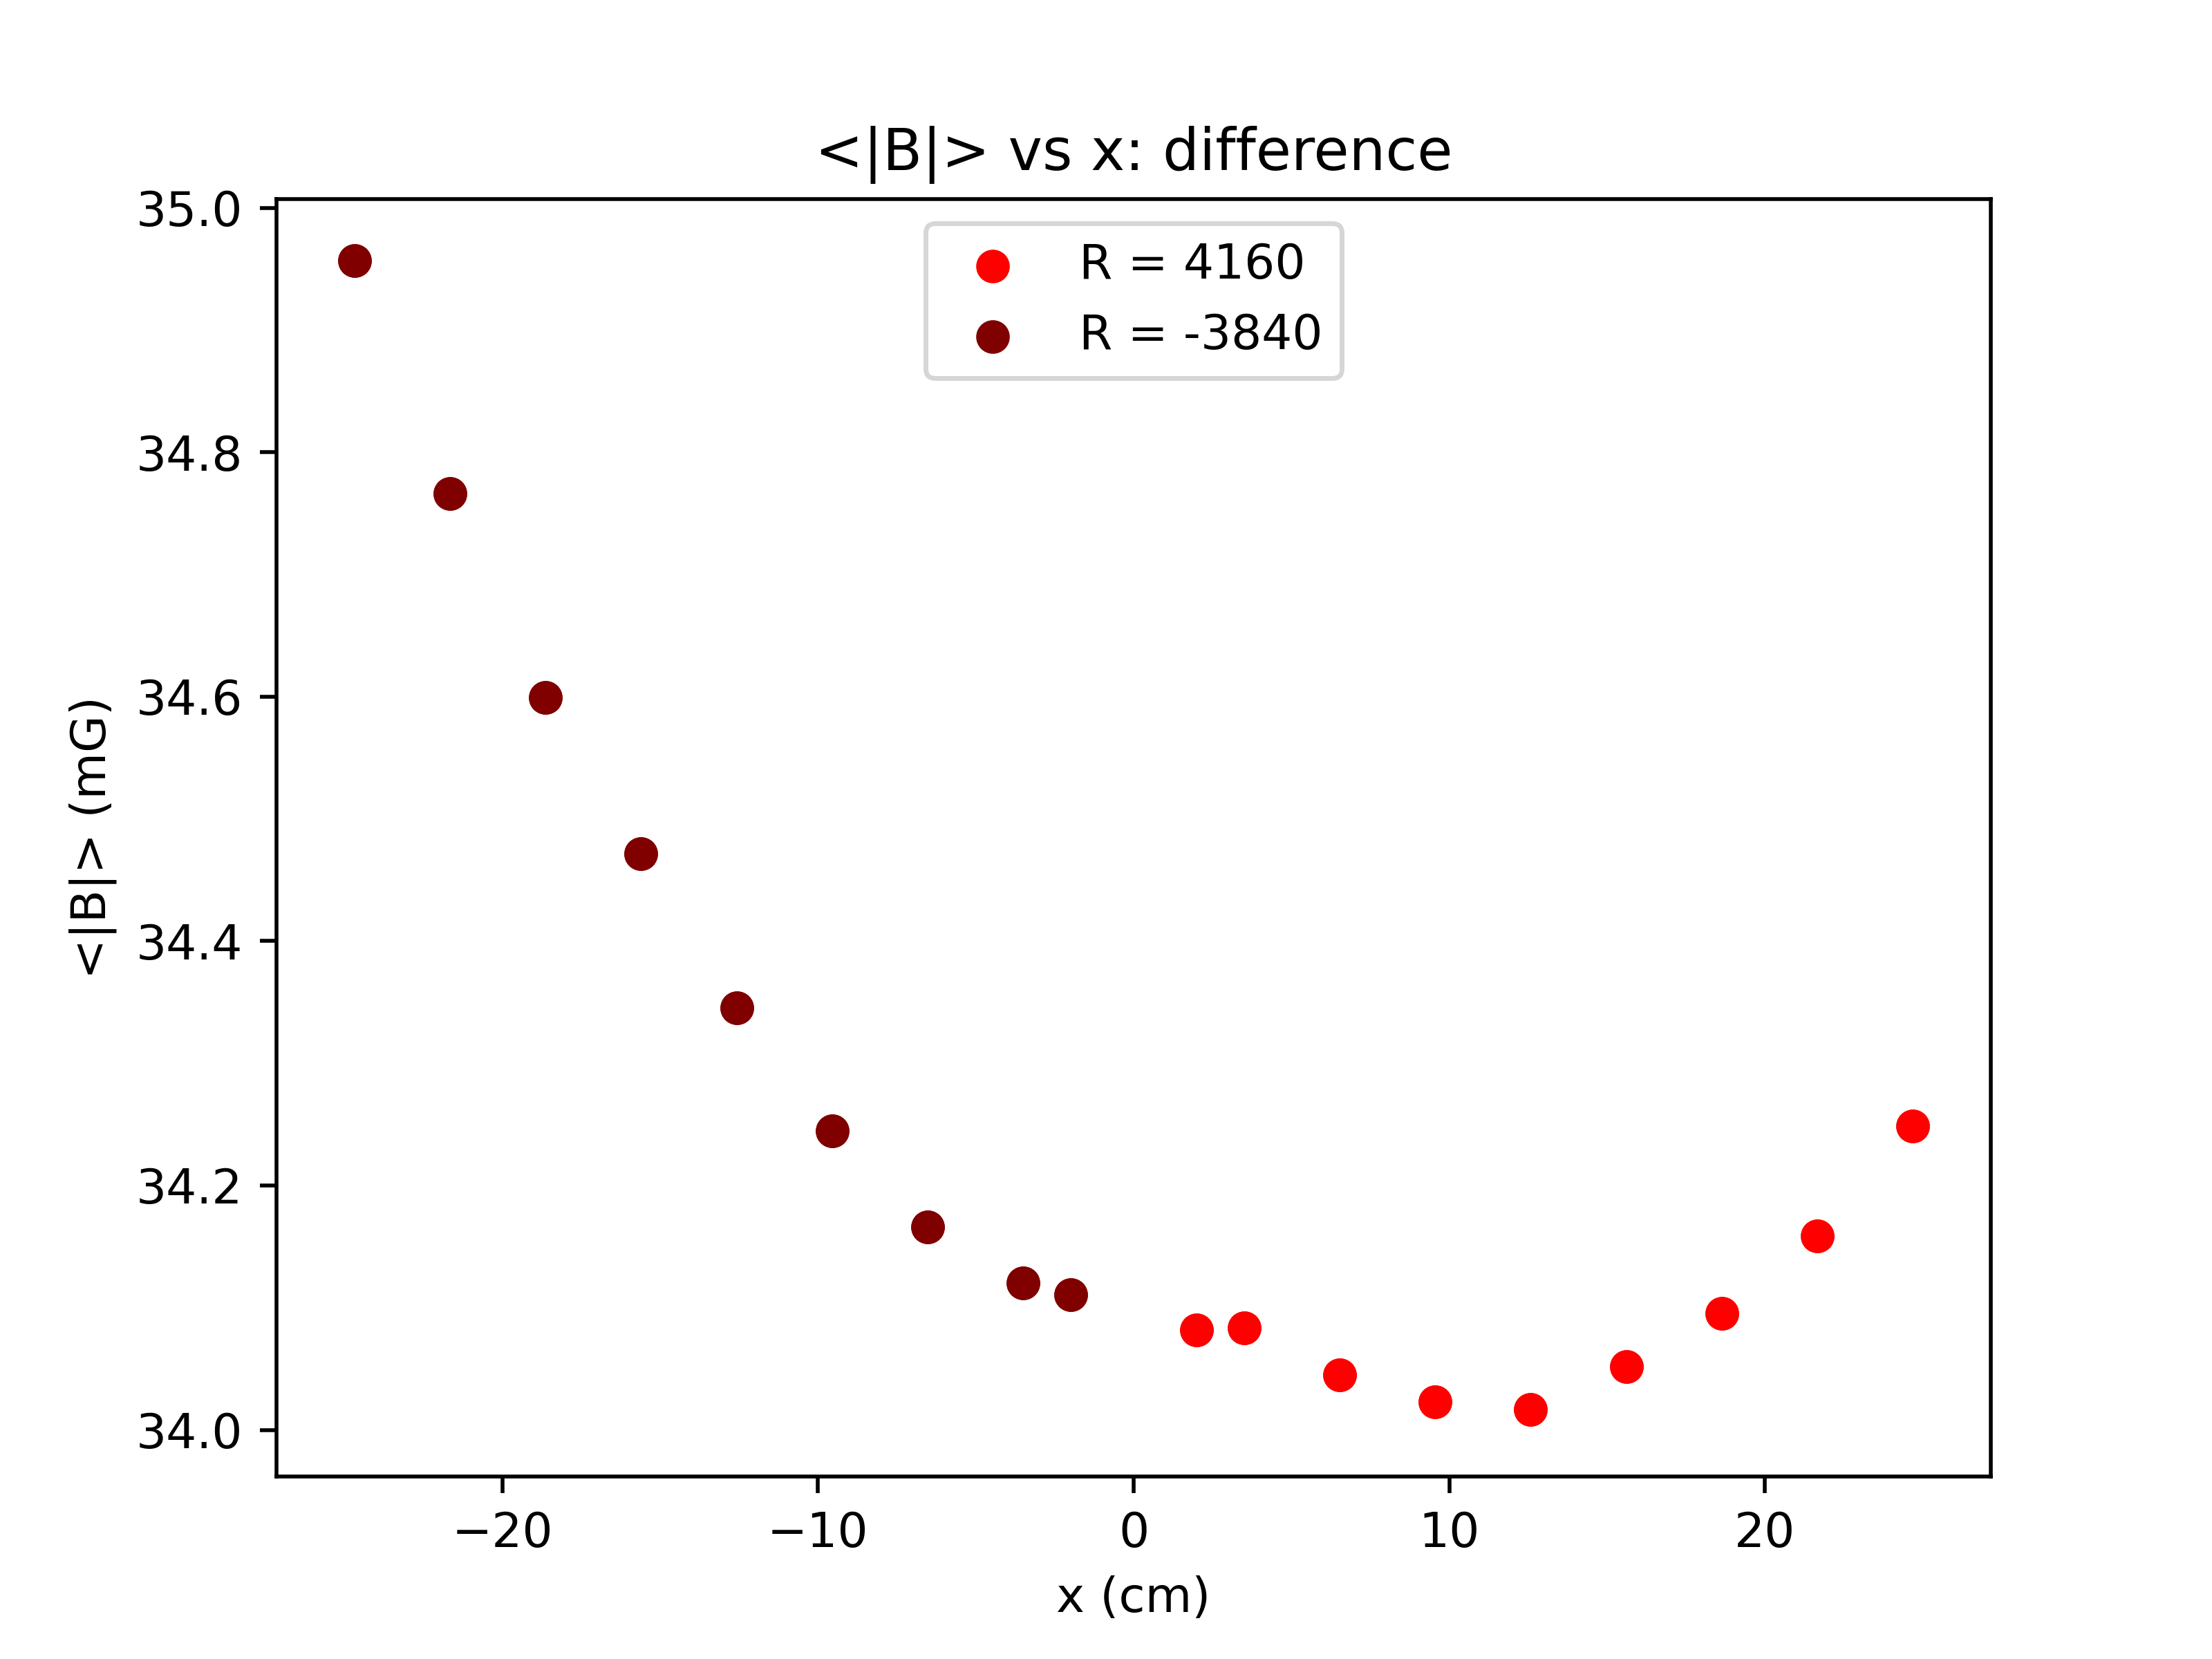 <|B|> vs x: difference
R = 4160
R = -3840
35.0
34.8
34.6
34.4
34.2
34.0
<|B|> (mG)
−20
−10
0
10
20
x (cm)